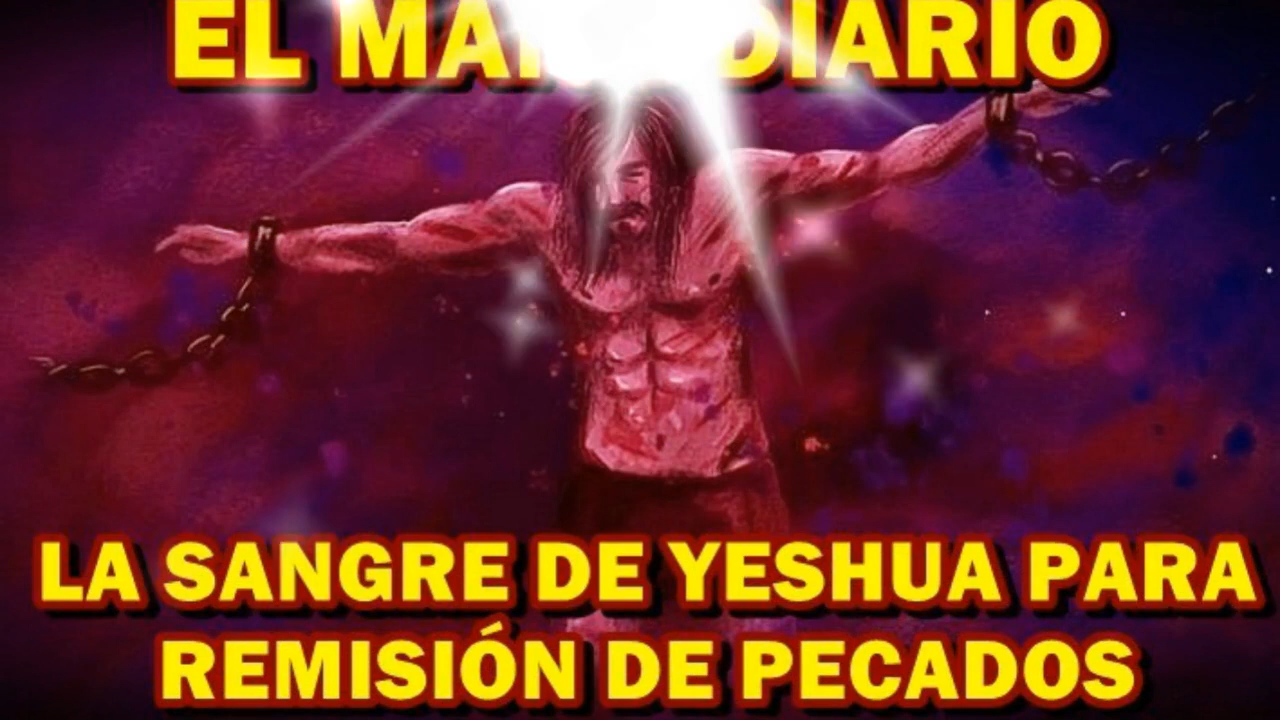 EL DIARIO
LA SANGRE DE YESHUA PARA
REMISIÓN DE PECADOS